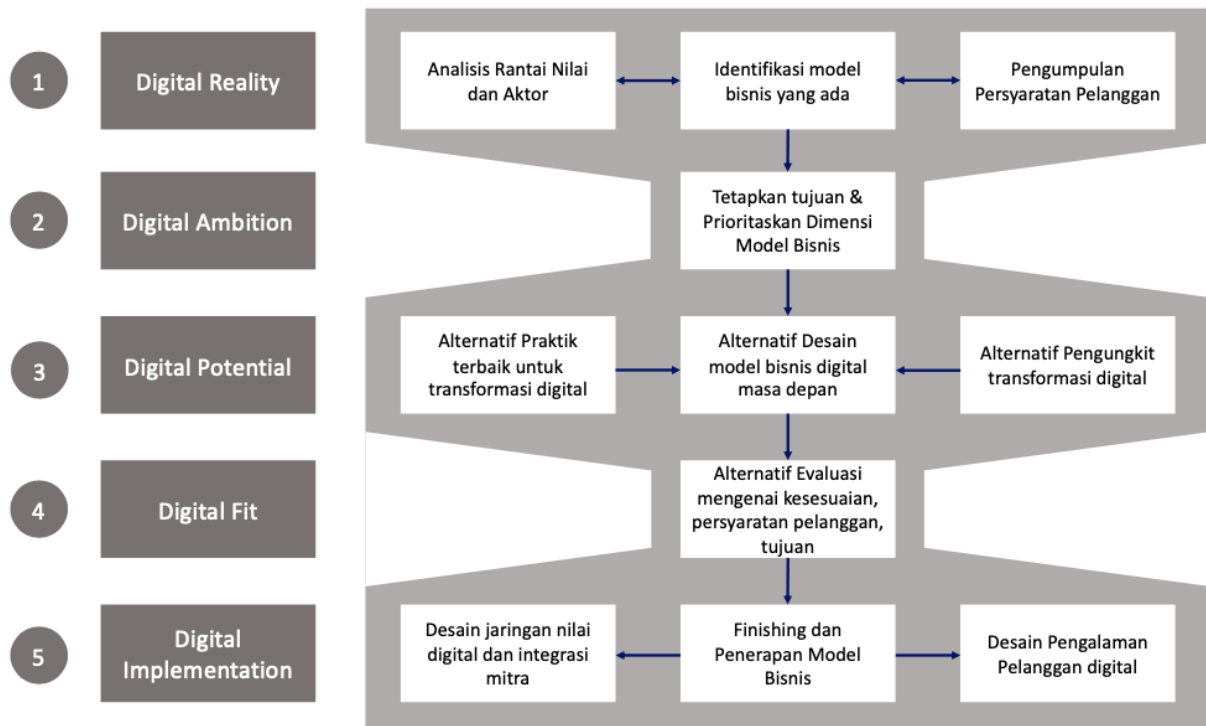 1
Digital Reality
Analisis Rantai Nilai
dan Aktor
Identifikasi model
bisnis yang ada
Pengumpulan
Persyaratan Pelanggan
2
Digital Ambition
Tetapkan tujuan &
Prioritaskan Dimensi
Model Bisnis
3
Digital Potential
Alternatif Praktik
terbaik untuk
transformasi digital
Alternatif Desain
model bisnis digital
masa depan
Alternatif Pengungkit
transformasi digital
4
Digital Fit
Alternatif Evaluasi
mengenai kesesuaian,
persyaratan pelanggan,
tujuan
5
Digital
Implementation
Desain jaringan nilai
digital dan integrasi
mitra
Finishing dan
Penerapan Model
Bisnis
Desain Pengalaman
Pelanggan digital